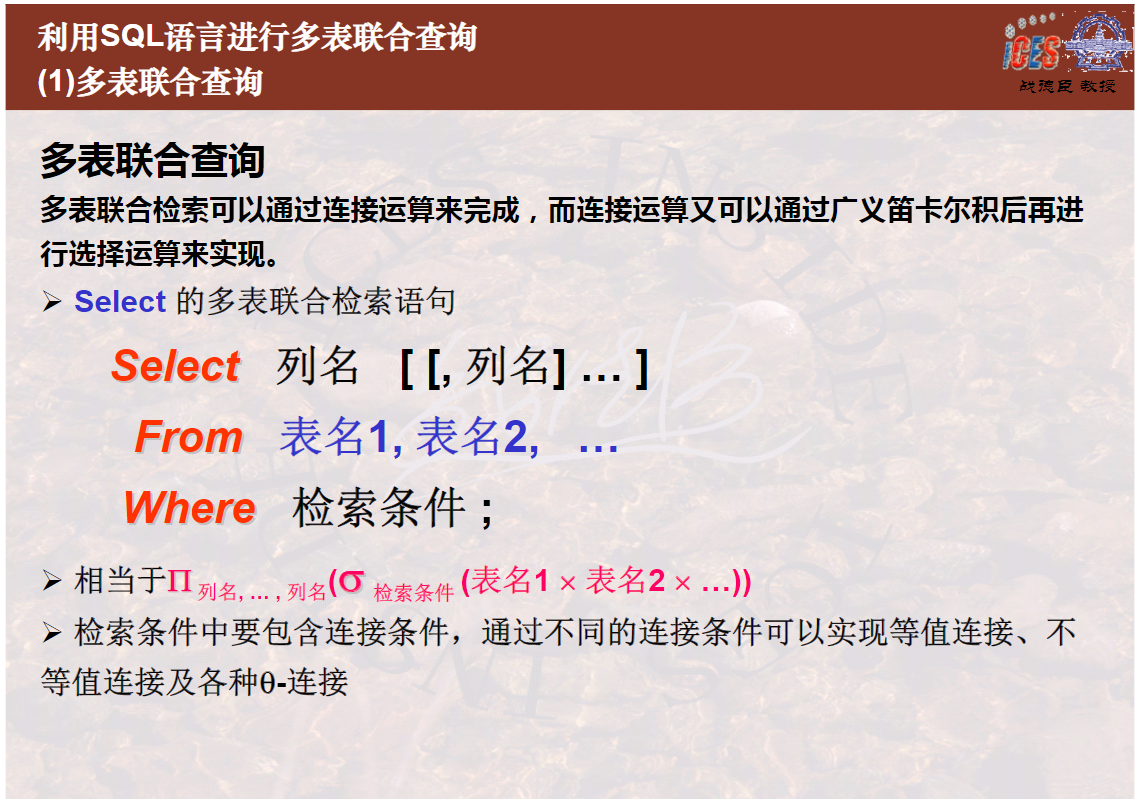 利用SQL语言进行多表联合查询
(1)多表联合查询
iCES
战德臣 教授
多表联合查询
多表联合检索可以通过连接运算来完成，而连接运算又可以通过广义笛卡尔积后再进
行选择运算来实现。
➢ Select 的多表联合检索语句
Select 列名 [ [, 列名] … ]
From 表名1, 表名2, …
Where 检索条件 ;
➢ 相当于Π 列名, … , 列名(σ 检索条件 (表名1 × 表名2 × …))
➢ 检索条件中要包含连接条件，通过不同的连接条件可以实现等值连接、不
等值连接及各种θ-连接